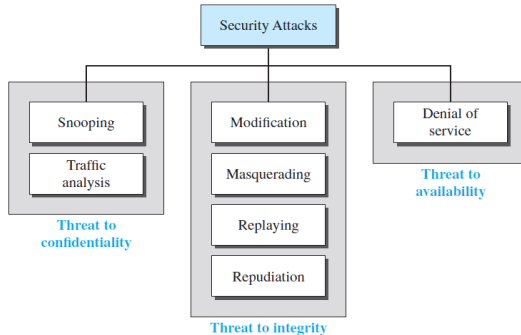 Security Attacks
Snooping
Traffic
analysis
Threat to
confidentiality
Modification
Masquerading
Replaying
Repudiation
Threat to integrity
Denial of
service
Threat to
availability